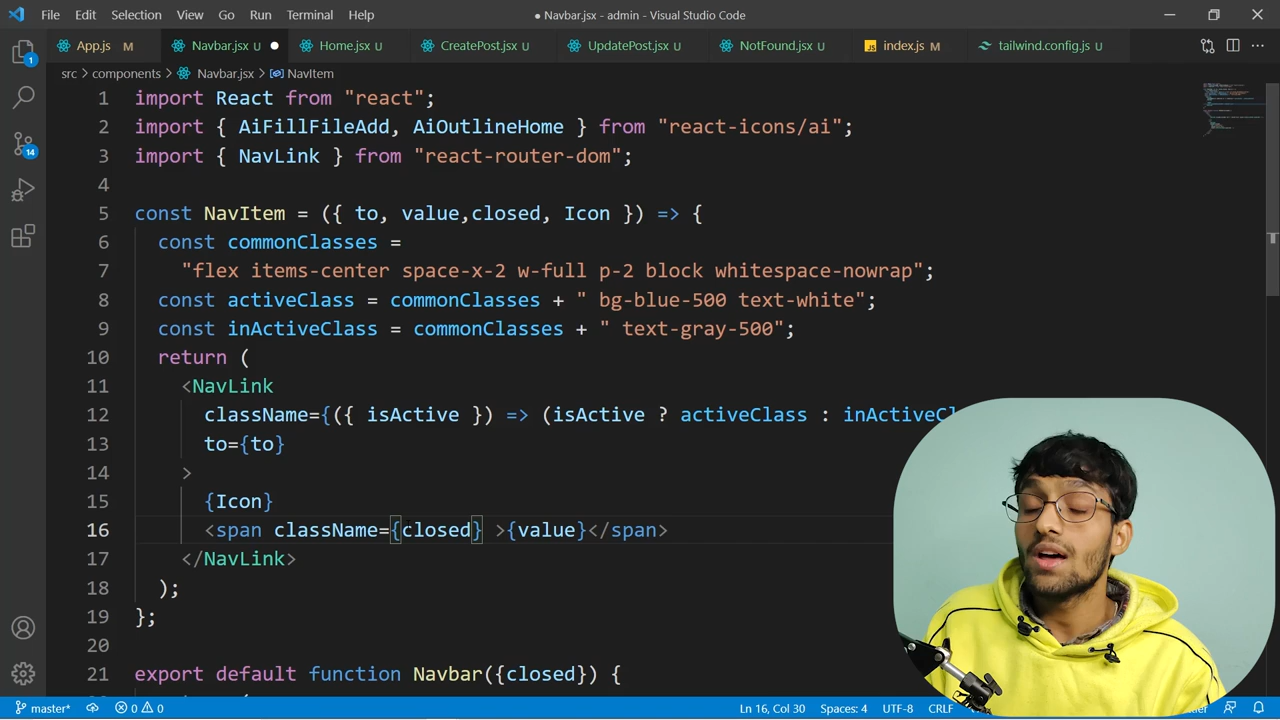 File Edit Selection View Go Run Terminal Help
● Navbar.jsx - admin - Visual Studio Code
App.js M Navbar.jsx U Home.jsx U CreatePost.jsx U UpdatePost.jsx U NotFound.jsx U JS index.js M tailwind.config.js U
src > components > Navbar.jsx > NavItem
1 import React from "react";
2 import { AiFillFileAdd, AiOutlineHome } from "react-icons/ai";
3 import { NavLink } from "react-router-dom";
4
5 const NavItem = ({ to, value,closed, Icon }) => {
6 const commonClasses =
7 "flex items-center space-x-2 w-full p-2 block whitespace-nowrap";
8 const activeClass = commonClasses + " bg-blue-500 text-white";
9 const inActiveClass = commonClasses + " text-gray-500";
10 return (
11 <NavLink
12 className={({ isActive }) => (isActive ? activeClass :
13 to={to}
14 >
15 {Icon}
16 <span className={closed} >{value}</span>
17 </NavLink>
18 );
19 };
20
21 export default function Navbar({closed}) {
1
14
master* 0 0 Ln 16, Col 30 Spaces: 4 UTF-8 CRLF